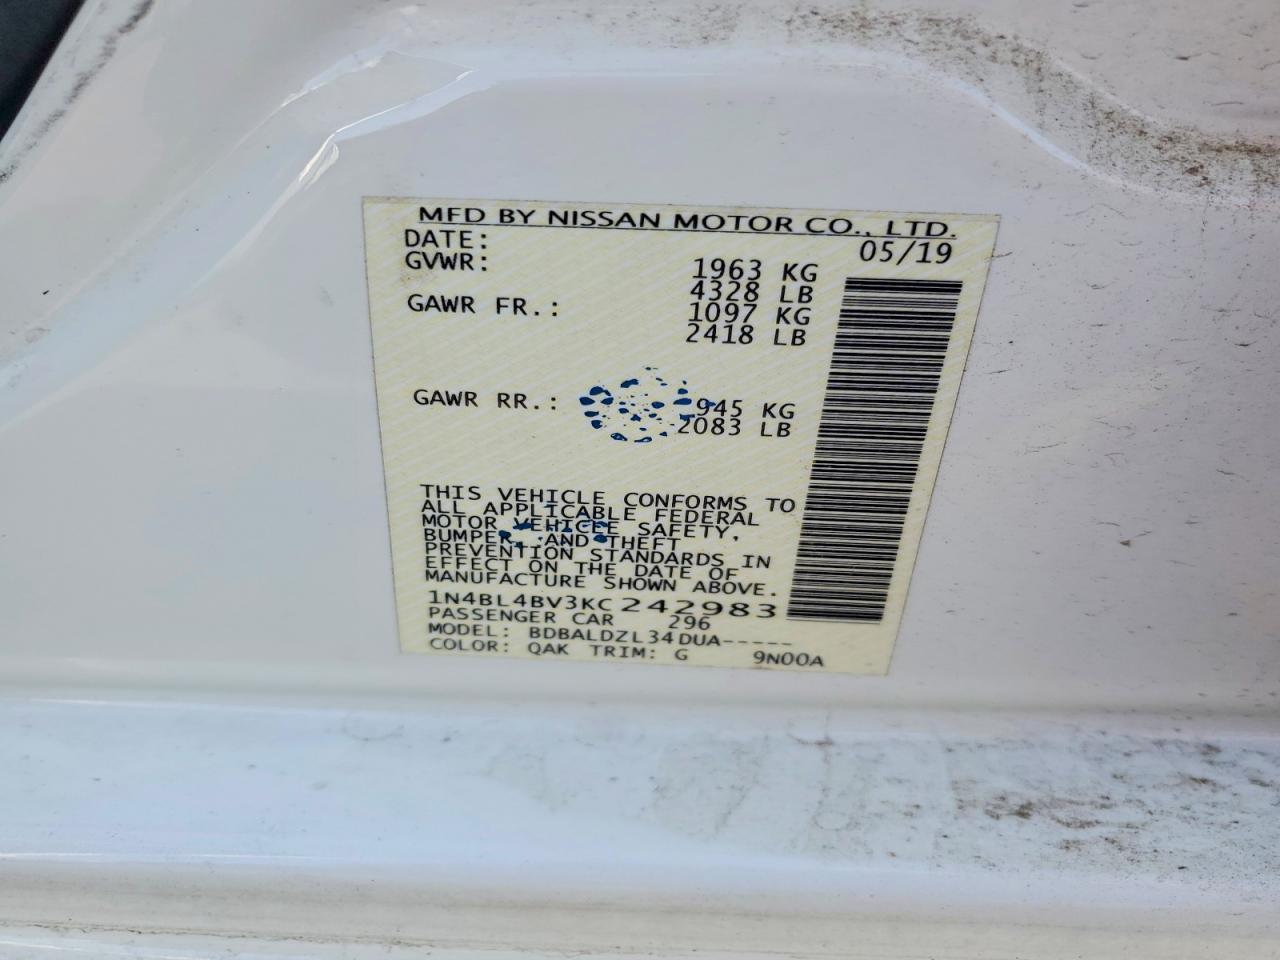 MFD BY NISSAN MOTOR CO., LTD.
DATE: 05/19
GVWR: 1963 KG
4328 LB
GAWR FR.: 1097 KG
2418 LB
GAWR RR.: 945 KG
2083 LB
THIS VEHICLE CONFORMS TO
ALL APPLICABLE FEDERAL
MOTOR VEHICLE SAFETY,
BUMPER, AND THEFT
PREVENTION STANDARDS IN
EFFECT ON THE DATE OF
MANUFACTURE SHOWN ABOVE.
1N4BL4BV3KC242983
PASSENGER CAR 296
MODEL: BDBALDZL34DUA-----
COLOR: QAK TRIM: G 9N00A